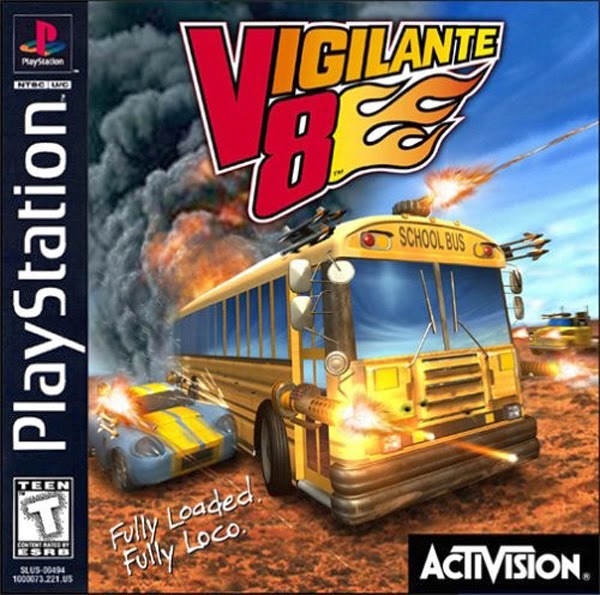 PlayStation
NTSC U/C
PlayStation
VIGILANTE
8
TM
SCHOOL BUS
Fully Loaded.
Fully Loco.
TEEN
T
CONTENT RATED BY
ESRB
SLUS-00494
1000073.221.US
ACTIVISION®